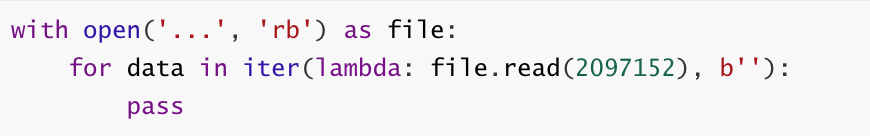 with open('...', 'rb') as file:
    for data in iter(lambda: file.read(2097152), b''):
        pass